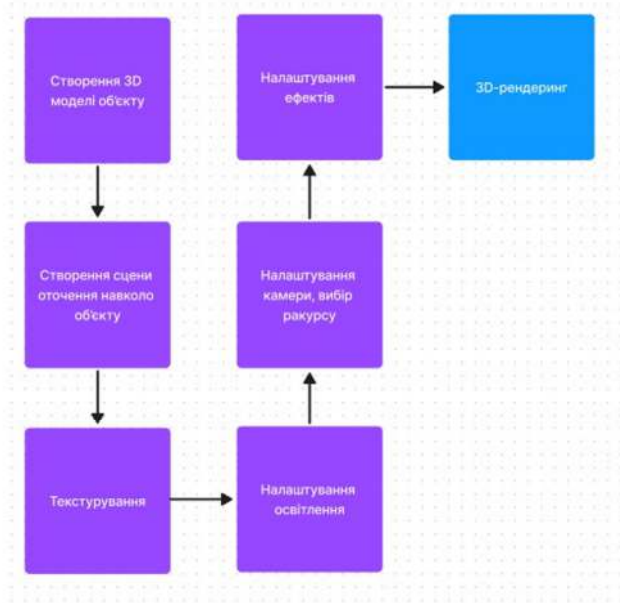 Створення 3D
моделі об'єкту
Створення сцени
оточення навколо
об'єкту
Текстурування
Налаштування
освітлення
Налаштування
камери, вибір
ракурсу
Налаштування
ефектів
3D-рендеринг